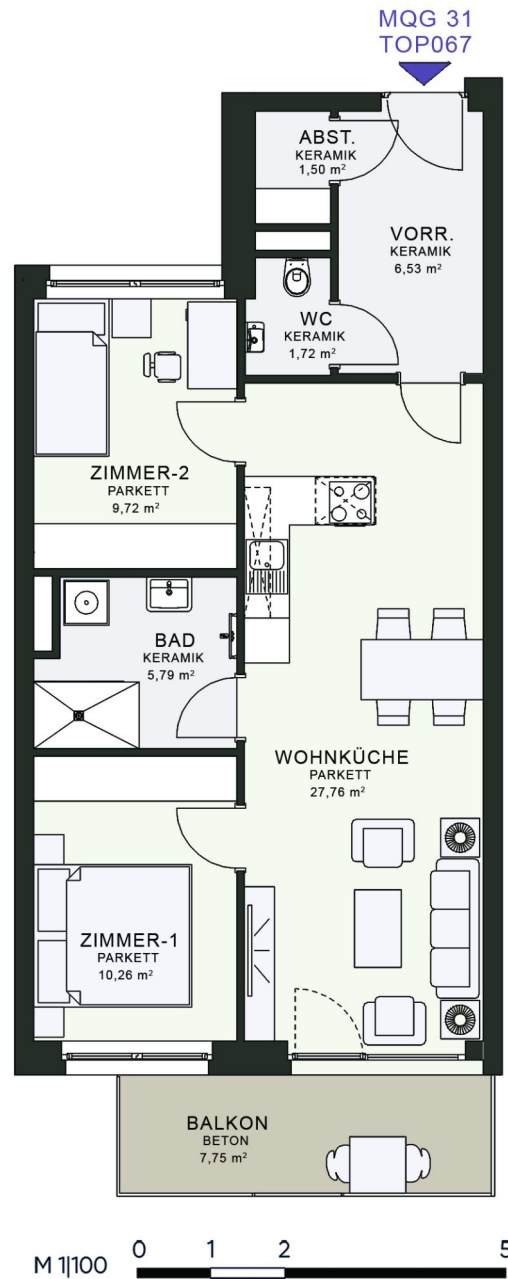 MQG 31
TOP067
ABST.
KERAMIK
1,50 m²
VORR.
KERAMIK
6,53 m²
WC
KERAMIK
1,72 m²
ZIMMER-2
PARKETT
9,72 m²
BAD
KERAMIK
5,79 m²
WOHNKÜCHE
PARKETT
27,76 m²
ZIMMER-1
PARKETT
10,26 m²
BALKON
BETON
7,75 m²
M 1|100 0 1 2 5